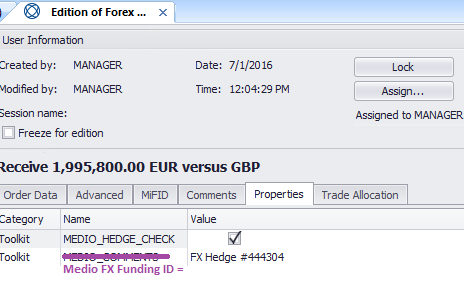 Edition of Forex ...
User Information
Created by: MANAGER Date: 7/1/2016 Lock
Modified by: MANAGER Time: 12:04:29 PM Assign...
Session name: Assigned to MANAGER
Freeze for edition
Receive 1,995,800.00 EUR versus GBP
Order Data Advanced MiFID Comments Properties Trade Allocation
Category Name Value
Toolkit MEDIO_HEDGE_CHECK
Toolkit MEDIO_COMMENTS FX Hedge #444304
Medio FX Funding ID =